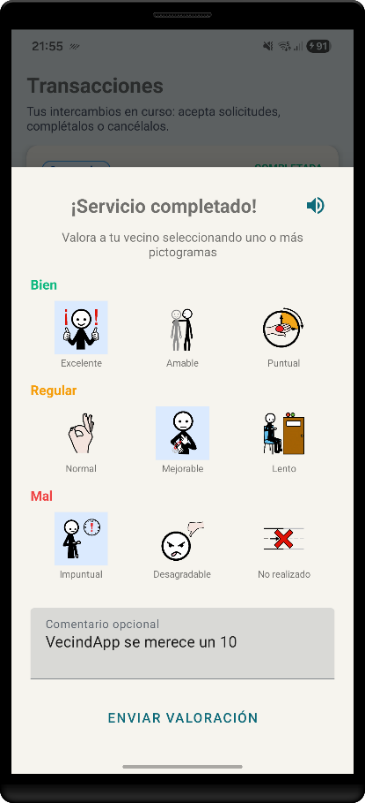 21:55
91
Transacciones
Tus intercambios en curso: acepta solicitudes,
complétalos o cancélalos.
COMPLETADA
¡Servicio completado!
Valora a tu vecino seleccionando uno o más
pictogramas
Bien
Excelente
Amable
Puntual
Regular
Normal
Mejorable
Lento
Mal
Impuntual
Desagradable
No realizado
Comentario opcional
VecindApp se merece un 10
ENVIAR VALORACIÓN